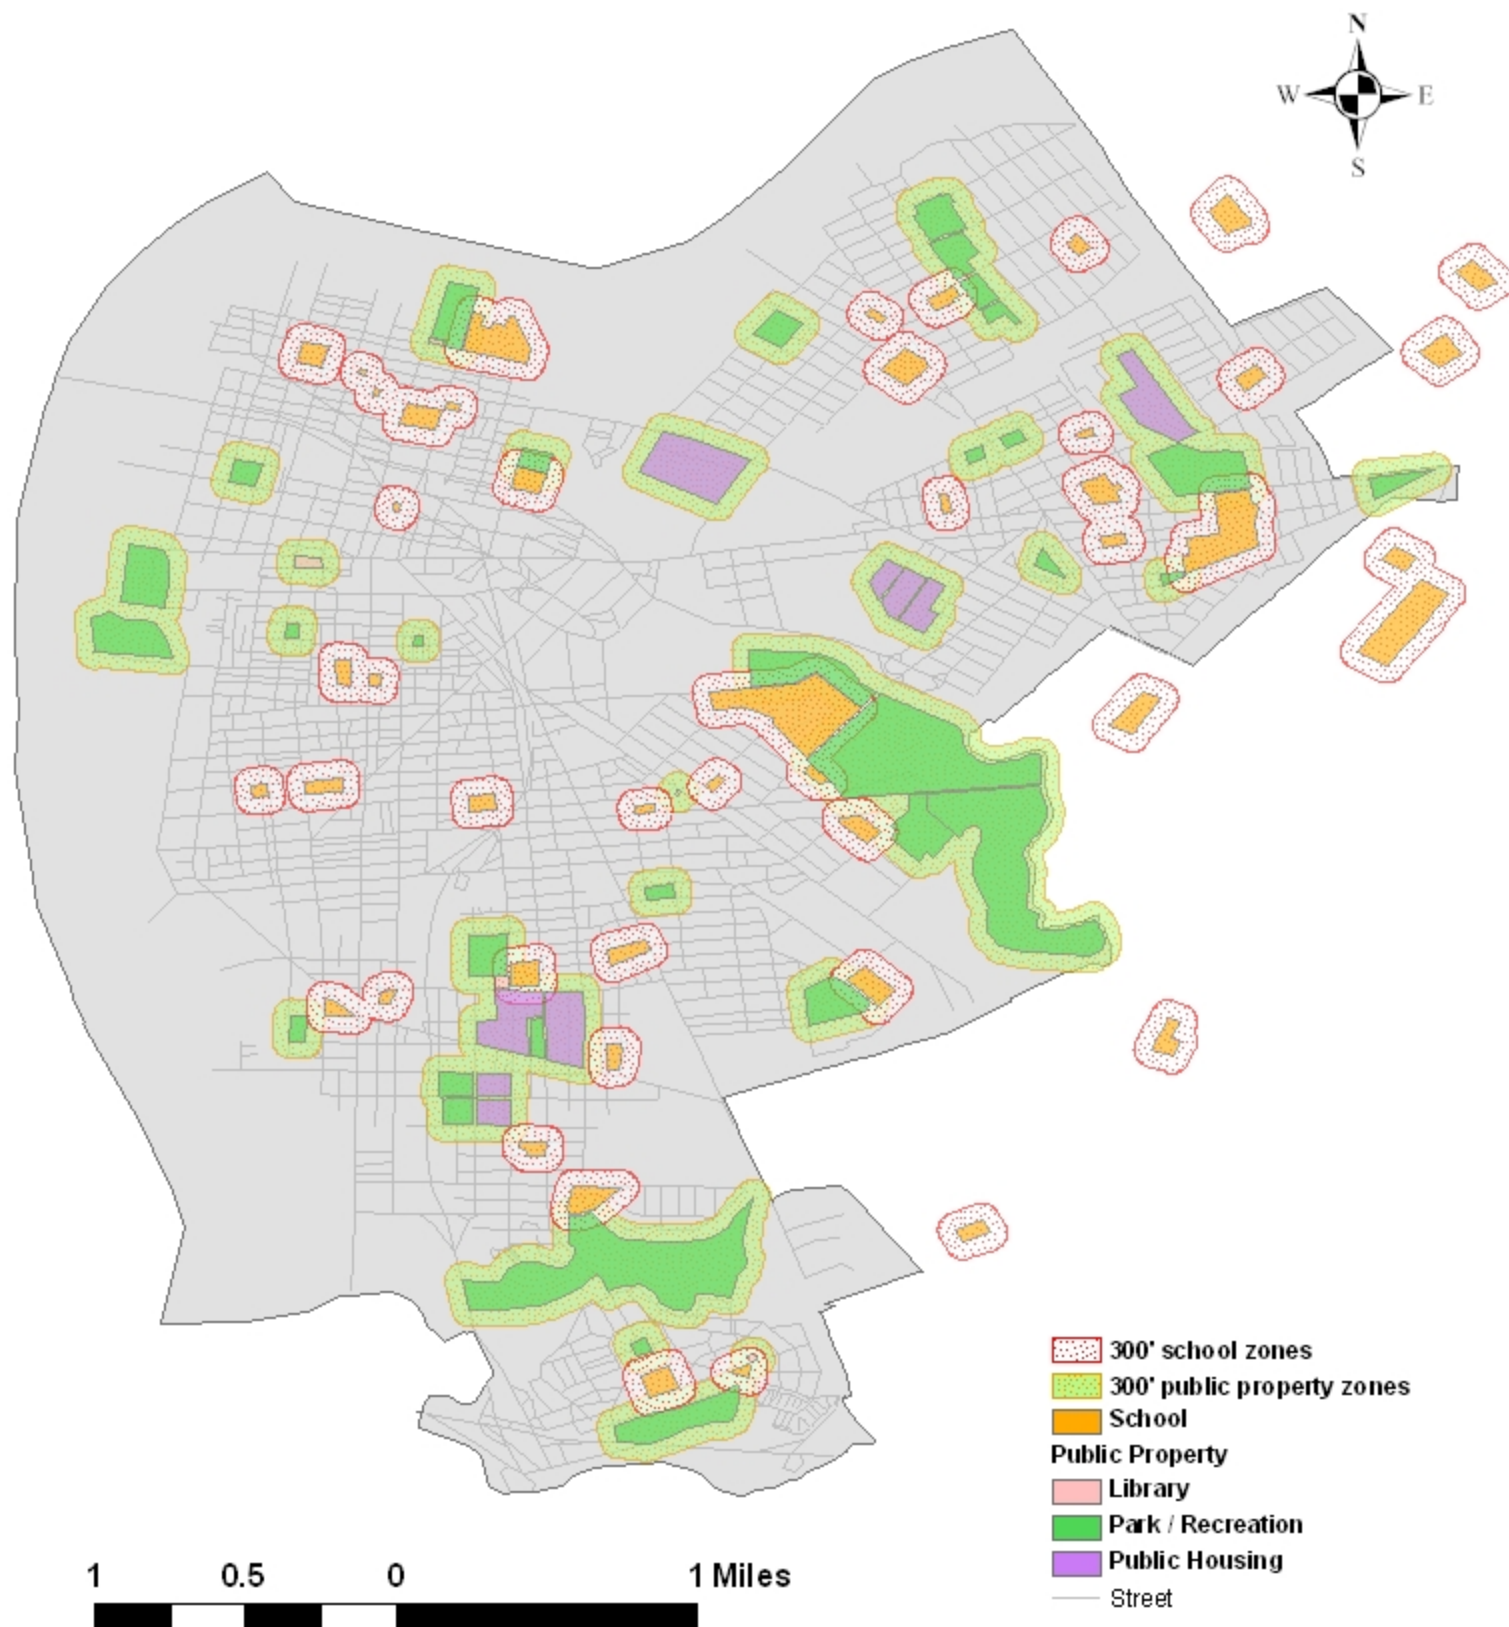 N
W E
S
300' school zones
300' public property zones
School
Public Property
Library
Park / Recreation
Public Housing
Street
1 0.5 0 1 Miles